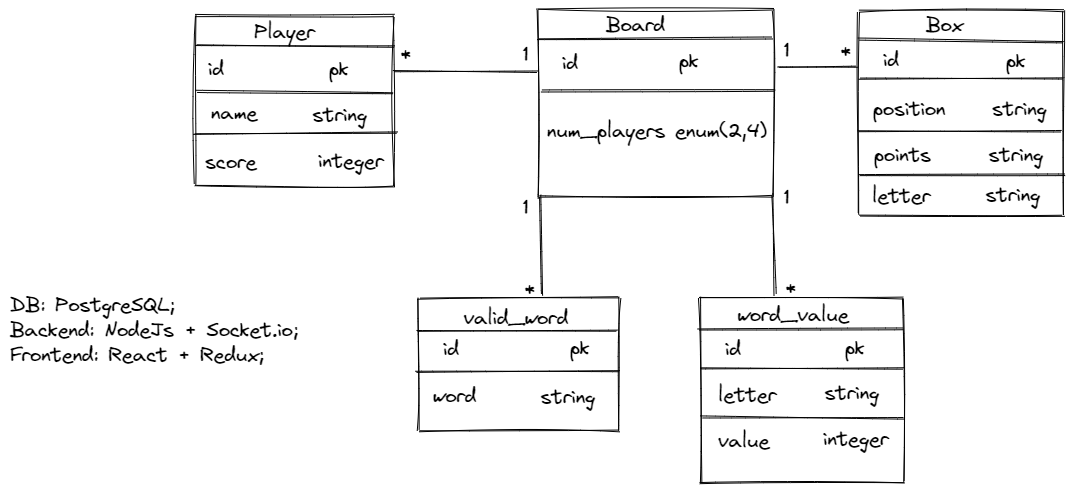 Player
id pk
name string
score integer
* 1
Board
id pk
num_players enum(2,4)
1 *
Box
id pk
position string
points string
letter string
1
*
1
*
valid_word
id pk
word string
word_value
id pk
letter string
value integer
DB: PostgreSQL;
Backend: NodeJs + Socket.io;
Frontend: React + Redux;